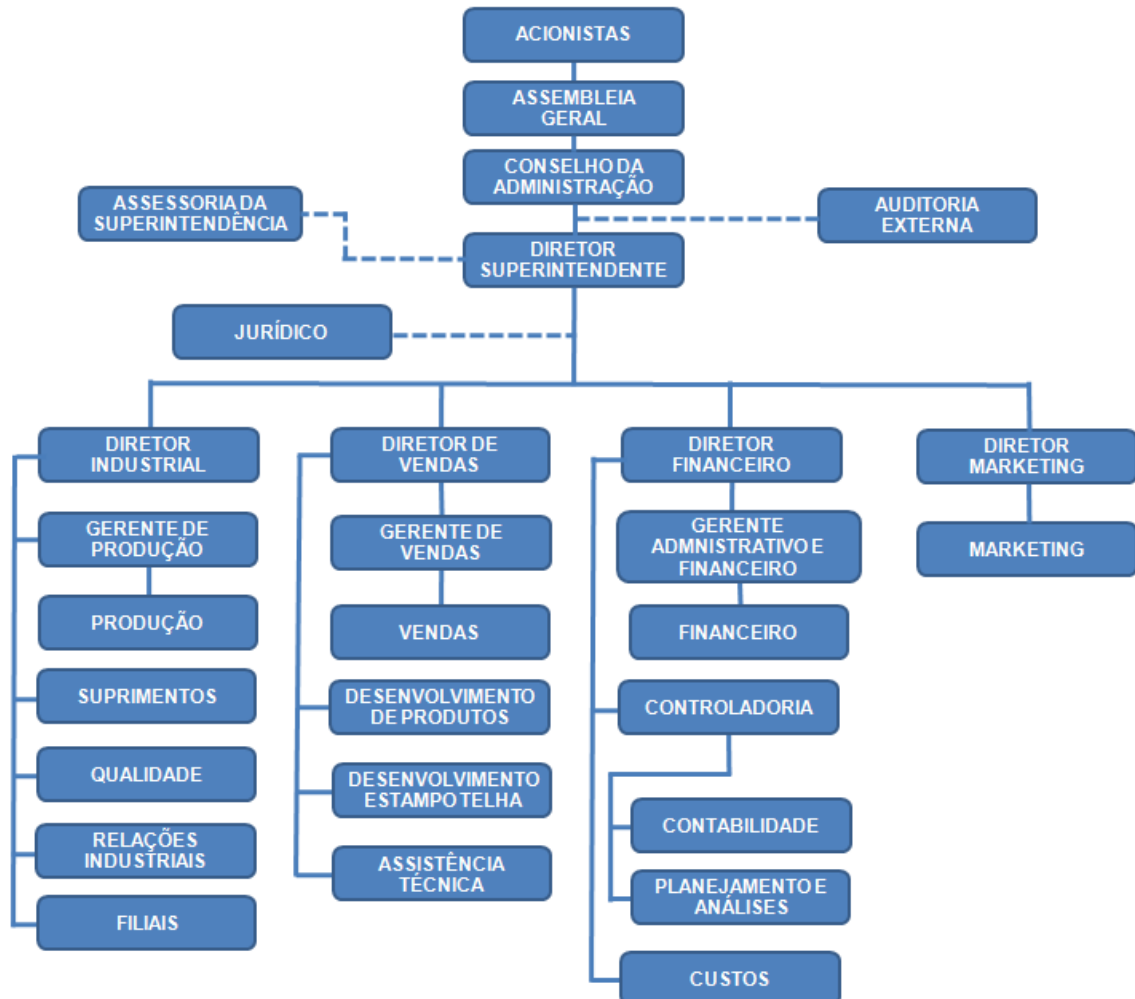 ACIONISTAS
ASSEMBLEIA
GERAL
CONSELHO DA
ADMINISTRAÇÃO
ASSESSORIA DA
SUPERINTENDÊNCIA
AUDITORIA
EXTERNA
DIRETOR
SUPERINTENDENTE
JURÍDICO
DIRETOR
INDUSTRIAL
GERENTE DE
PRODUÇÃO
PRODUÇÃO
SUPRIMENTOS
QUALIDADE
RELAÇÕES
INDUSTRIAIS
FILIAIS
DIRETOR DE
VENDAS
GERENTE DE
VENDAS
VENDAS
DESENVOLVIMENTO
DE PRODUTOS
DESENVOLVIMENTO
ESTAMPO TELHA
ASSISTÊNCIA
TÉCNICA
DIRETOR
FINANCEIRO
GERENTE
ADMNISTRATIVO E
FINANCEIRO
FINANCEIRO
CONTROLADORIA
CONTABILIDADE
PLANEJAMENTO E
ANÁLISES
CUSTOS
DIRETOR
MARKETING
MARKETING